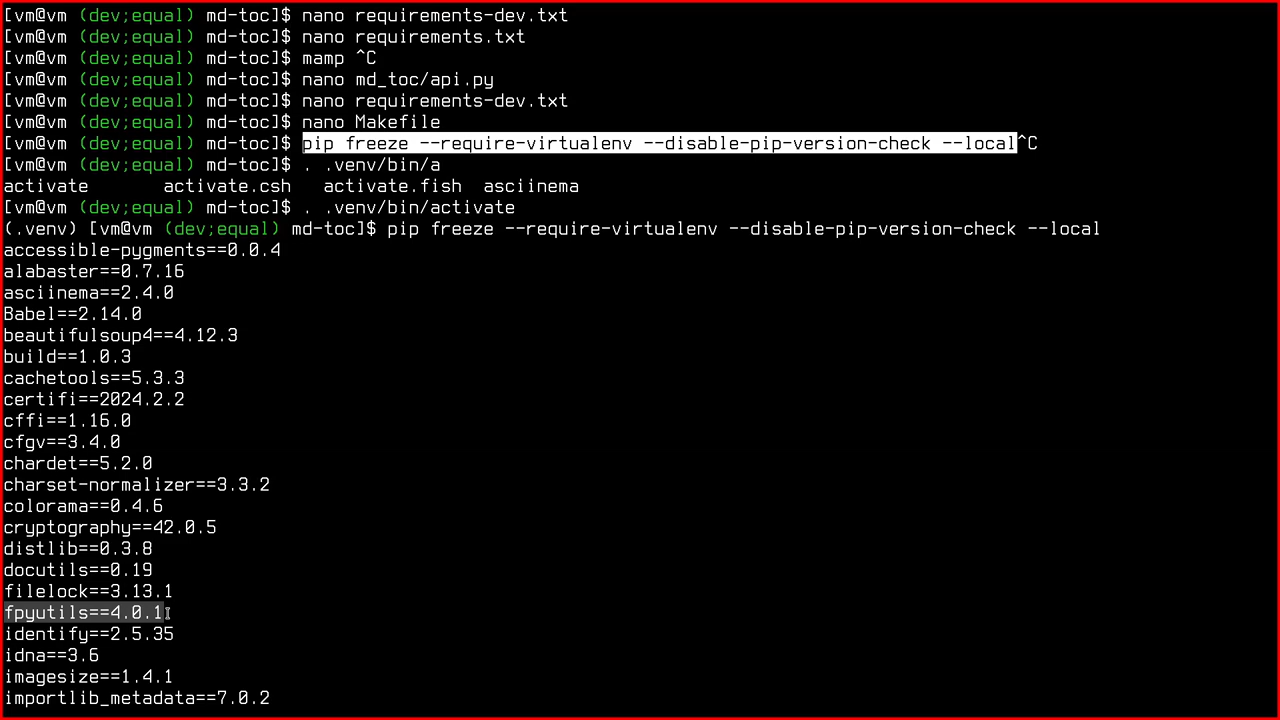 [vm@vm (dev;equal) md-toc]$ nano requirements-dev.txt
[vm@vm (dev;equal) md-toc]$ nano requirements.txt
[vm@vm (dev;equal) md-toc]$ mamp ^C
[vm@vm (dev;equal) md-toc]$ nano md_toc/api.py
[vm@vm (dev;equal) md-toc]$ nano requirements-dev.txt
[vm@vm (dev;equal) md-toc]$ nano Makefile
[vm@vm (dev;equal) md-toc]$ pip freeze --require-virtualenv --disable-pip-version-check --local^C
[vm@vm (dev;equal) md-toc]$ . .venv/bin/a
activate       activate.csh   activate.fish  asciinema
[vm@vm (dev;equal) md-toc]$ . .venv/bin/activate
(.venv) [vm@vm (dev;equal) md-toc]$ pip freeze --require-virtualenv --disable-pip-version-check --local
accessible-pygments==0.0.4
alabaster==0.7.16
asciinema==2.4.0
Babel==2.14.0
beautifulsoup4==4.12.3
build==1.0.3
cachetools==5.3.3
certifi==2024.2.2
cffi==1.16.0
cfgv==3.4.0
chardet==5.2.0
charset-normalizer==3.3.2
colorama==0.4.6
cryptography==42.0.5
distlib==0.3.8
docutils==0.19
filelock==3.13.1
fpyutils==4.0.1
identify==2.5.35
idna==3.6
imagesize==1.4.1
importlib_metadata==7.0.2